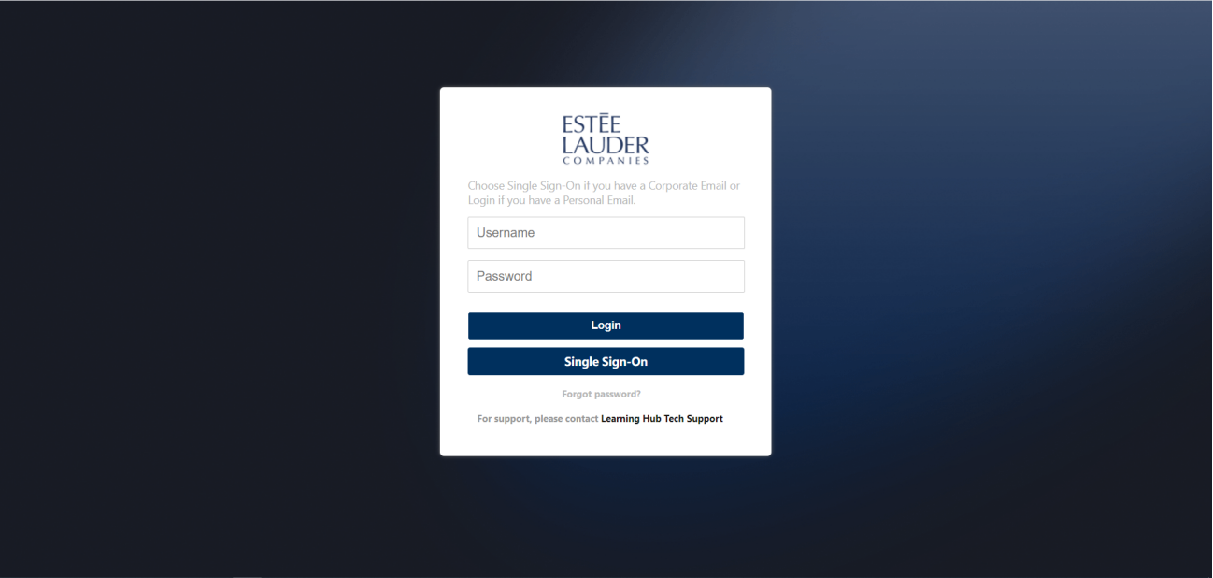 ESTĒE
LAUDER
COMPANIES
Choose Single Sign-On if you have a Corporate Email or
Login if you have a Personal Email.
Username
Password
Login
Single Sign-On
Forgot password?
For support, please contact Learning Hub Tech Support